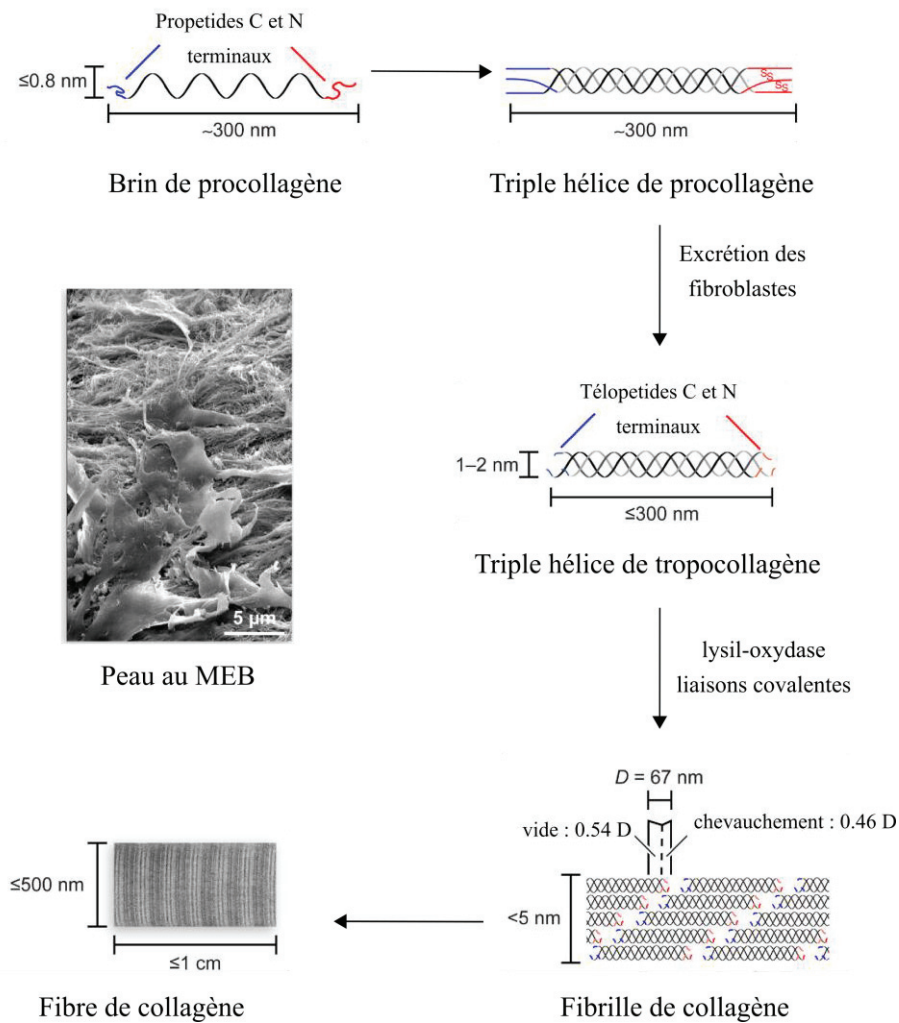 Propetides C et N
terminaux
≤0.8 nm
~300 nm
Brin de procollagène
S
S
S
S
~300 nm
Triple hélice de procollagène
Excrétion des
fibroblastes
5 µm
Peau au MEB
Télopetides C et N
terminaux
1–2 nm
≤300 nm
Triple hélice de tropocollagène
lysil-oxydase
liaisons covalentes
D = 67 nm
vide : 0.54 D
chevauchement : 0.46 D
<5 nm
Fibrille de collagène
≤500 nm
≤1 cm
Fibre de collagène